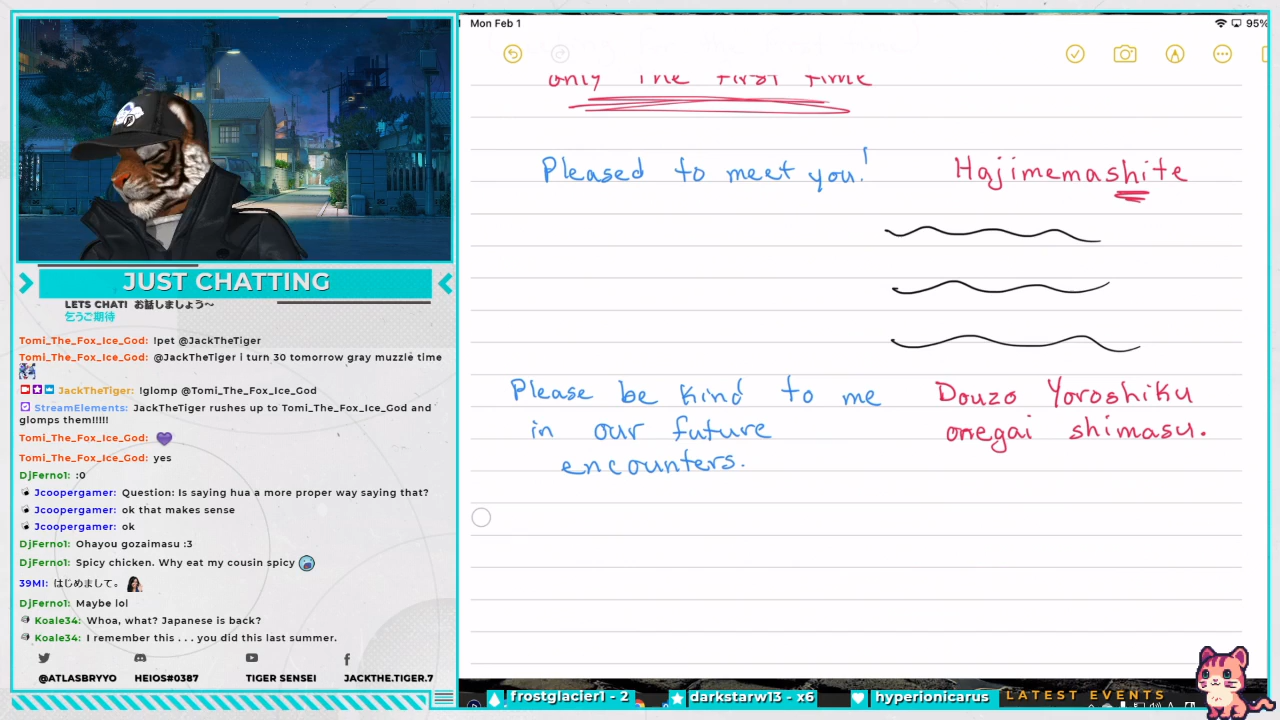 Mon Feb 1
95%
only the first time
Pleased to meet you!
Hajimemashite
Please be kind to me
in our future
encounters.
Douzo Yoroshiku
onegai shimasu.
JUST CHATTING
LETS CHAT! お話しましょう〜
乞うご期待
Tomi_The_Fox_Ice_God: !pet @JackTheTiger
Tomi_The_Fox_Ice_God: @JackTheTiger i turn 30 tomorrow gray muzzle time
JackTheTiger: !glomp @Tomi_The_Fox_Ice_God
StreamElements: JackTheTiger rushes up to Tomi_The_Fox_Ice_God and
glomps them!!!!!
Tomi_The_Fox_Ice_God:
Tomi_The_Fox_Ice_God: yes
DjFerno1: :0
Jcoopergamer: Question: Is saying hua a more proper way saying that?
Jcoopergamer: ok that makes sense
Jcoopergamer: ok
DjFerno1: Ohayou gozaimasu :3
DjFerno1: Spicy chicken. Why eat my cousin spicy
39MI: はじめまして。
DjFerno1: Maybe lol
Koale34: Whoa, what? Japanese is back?
Koale34: I remember this . . . you did this last summer.
@ATLASBRYYO
HEIOS#0387
TIGER SENSEI
JACKTHE.TIGER.7
frostglacier1 - 2
darkstarw13 - x6
hyperionicarus
LATEST EVENTS